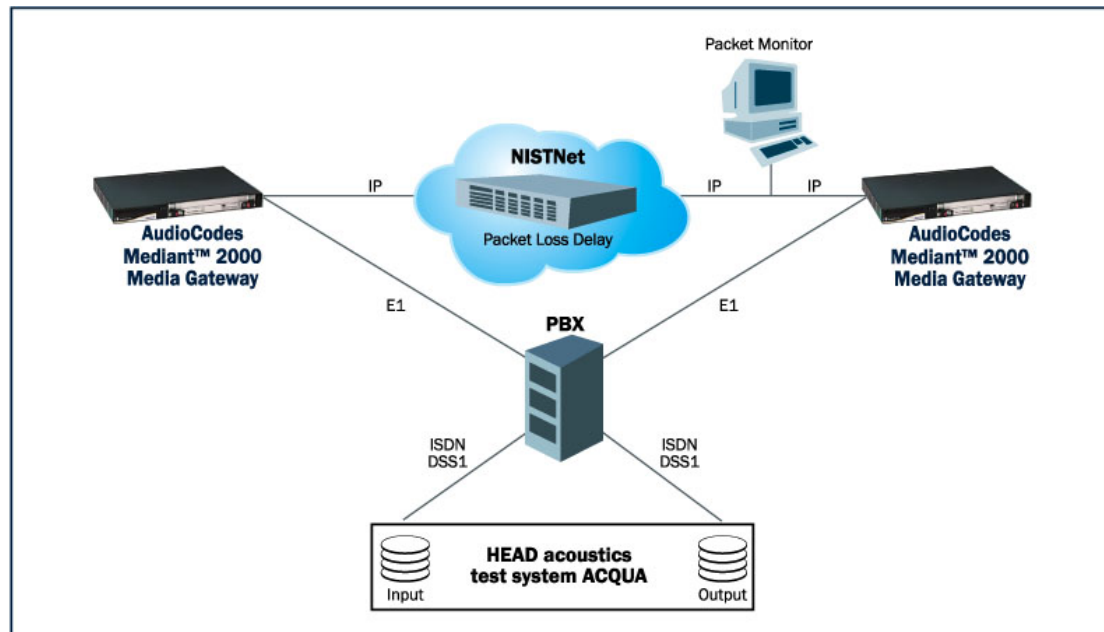 Packet Monitor
NISTNet
IP
IP
IP
Packet Loss Delay
AudioCodes
Mediant™ 2000
Media Gateway
AudioCodes
Mediant™ 2000
Media Gateway
E1
E1
PBX
ISDN
DSS1
ISDN
DSS1
HEAD acoustics
test system ACQUA
Input
Output